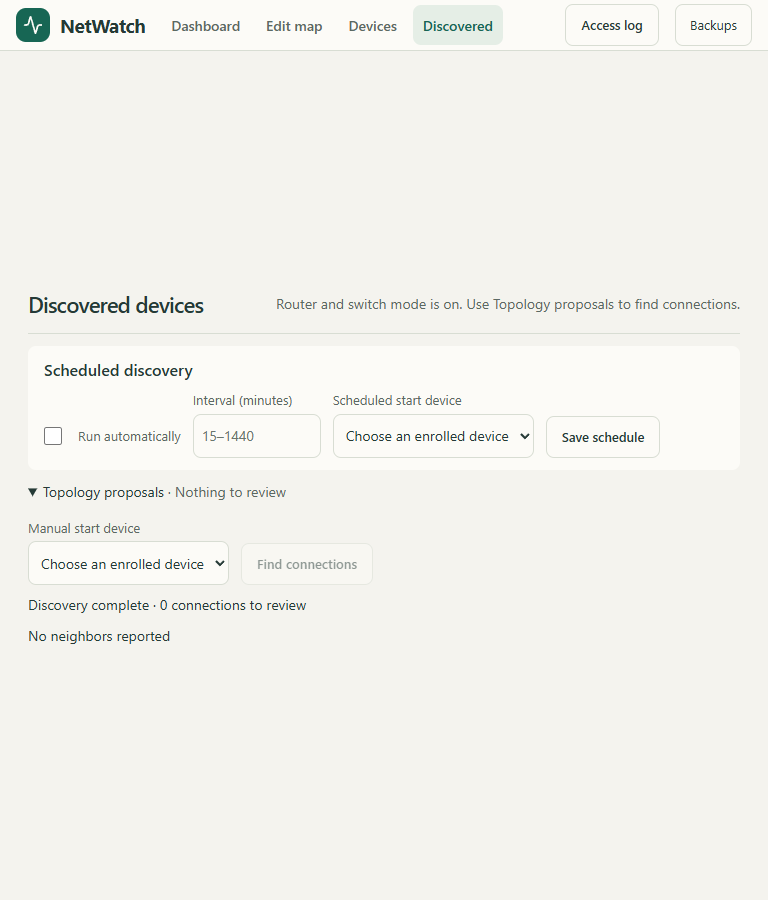 NetWatch Dashboard Edit map Devices Discovered Access log Backups
Discovered devices Router and switch mode is on. Use Topology proposals to find connections.
Scheduled discovery
Interval (minutes) Scheduled start device
Run automatically 15–1440 Choose an enrolled device Save schedule
Topology proposals · Nothing to review
Manual start device
Choose an enrolled device Find connections
Discovery complete · 0 connections to review
No neighbors reported